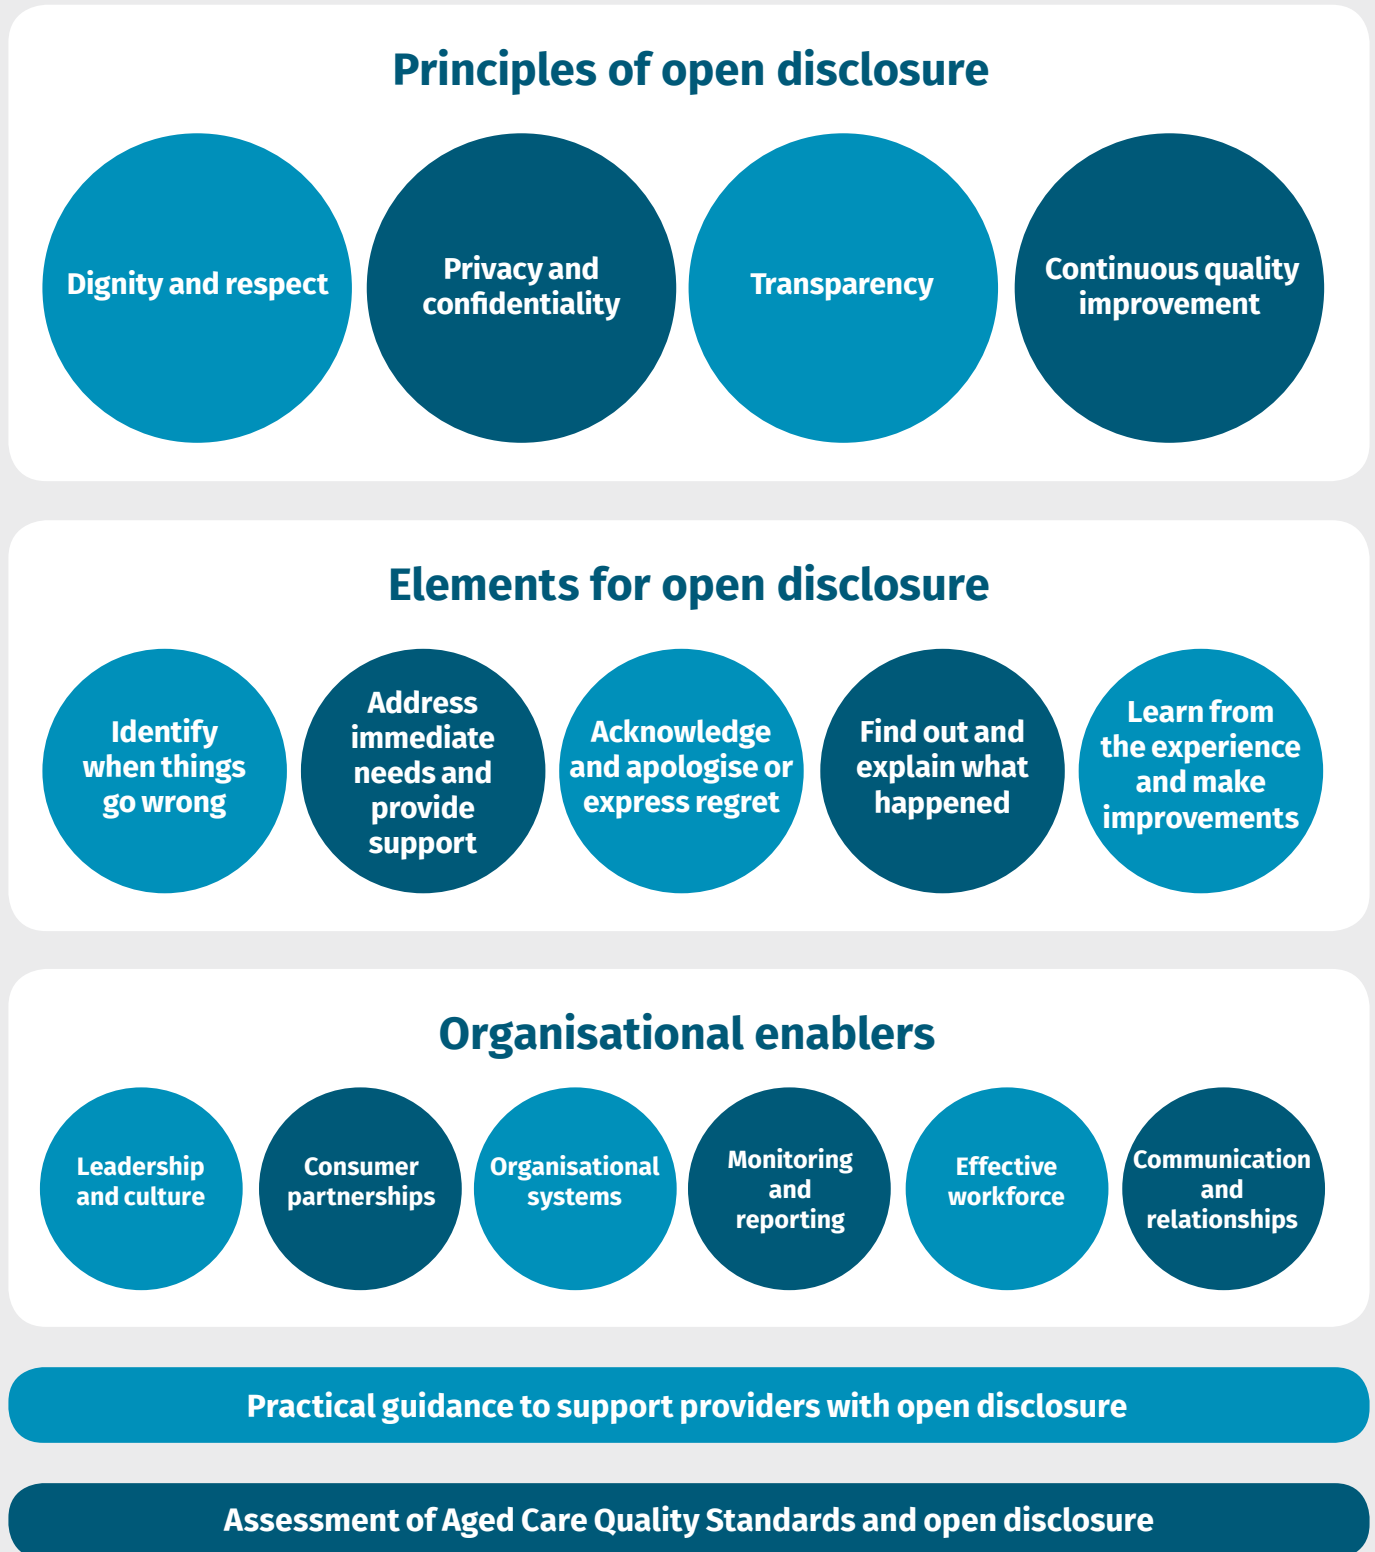 Principles of open disclosure
Dignity and respect
Privacy and
confidentiality
Transparency
Continuous quality
improvement
Elements for open disclosure
Identify
when things
go wrong
Address
immediate
needs and
provide
support
Acknowledge
and apologise or
express regret
Find out and
explain what
happened
Learn from
the experience
and make
improvements
Organisational enablers
Leadership
and culture
Consumer
partnerships
Organisational
systems
Monitoring
and
reporting
Effective
workforce
Communication
and
relationships
Practical guidance to support providers with open disclosure
Assessment of Aged Care Quality Standards and open disclosure